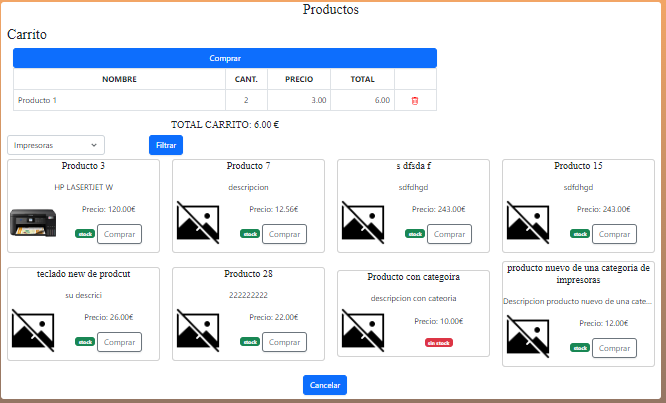 Productos
Carrito
Comprar
NOMBRE CANT. PRECIO TOTAL
Producto 1 2 3.00 6.00
TOTAL CARRITO: 6.00 €
Impresoras Filtrar
Producto 3
HP LASERTJET W
Precio: 120.00€
stock Comprar
Producto 7
descripcion
Precio: 12.56€
stock Comprar
s dfsda f
sdfdhgd
Precio: 243.00€
stock Comprar
Producto 15
sdfdhgd
Precio: 243.00€
stock Comprar
teclado new de prodcut
su descrici
Precio: 26.00€
stock Comprar
Producto 28
222222222
Precio: 22.00€
stock Comprar
Producto con categoira
descripcion con cateoria
Precio: 10.00€
sin stock
producto nuevo de una categoria de
impresoras
Descripcion producto nuevo de una cate...
Precio: 12.00€
stock Comprar
Cancelar